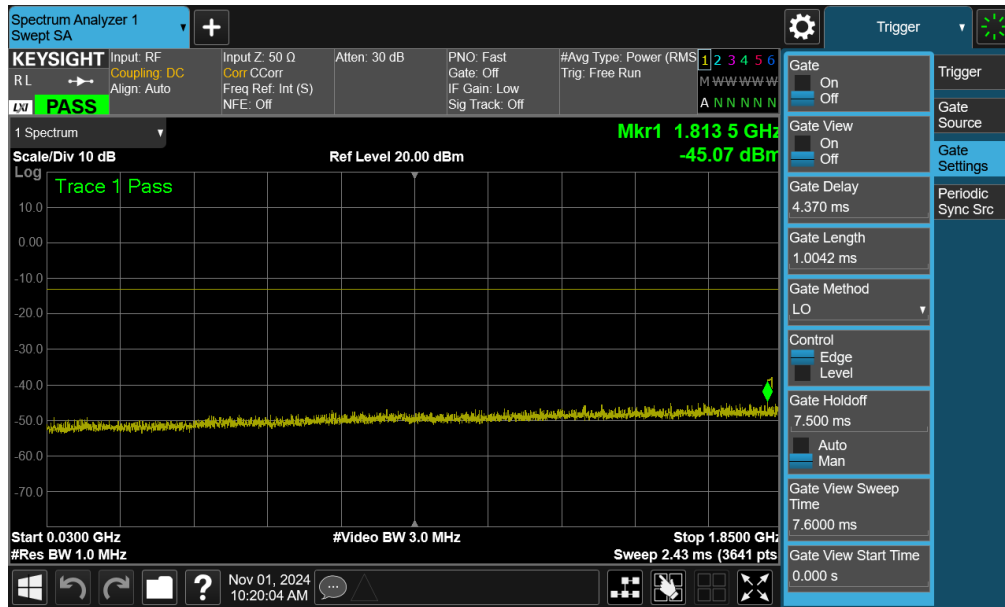 Spectrum Analyzer 1
Swept SA
+
Trigger
KEYSIGHT
R L
LXI PASS
Input: RF
Coupling: DC
Align: Auto
Input Z: 50 Ω
Corr CCorr
Freq Ref: Int (S)
NFE: Off
Atten: 30 dB
PNO: Fast
Gate: Off
IF Gain: Low
Sig Track: Off
#Avg Type: Power (RMS
Trig: Free Run
1 2 3 4 5 6
M W W W W W
A N N N N N
1 Spectrum
Mkr1 1.813 5 GHz
Scale/Div 10 dB
Ref Level 20.00 dBm
-45.07 dBm
Log
Trace 1 Pass
10.0
0.00
-10.0
-20.0
-30.0
-40.0
-50.0
-60.0
-70.0
1
Start 0.0300 GHz
#Video BW 3.0 MHz
Stop 1.8500 GHz
#Res BW 1.0 MHz
Sweep 2.43 ms (3641 pts
Gate
On
Off
Gate View
On
Off
Gate Delay
4.370 ms
Gate Length
1.0042 ms
Gate Method
LO
Control
Edge
Level
Gate Holdoff
7.500 ms
Auto
Man
Gate View Sweep
Time
7.6000 ms
Gate View Start Time
0.000 s
Trigger
Gate
Source
Gate
Settings
Periodic
Sync Src
?
Nov 01, 2024
10:20:04 AM